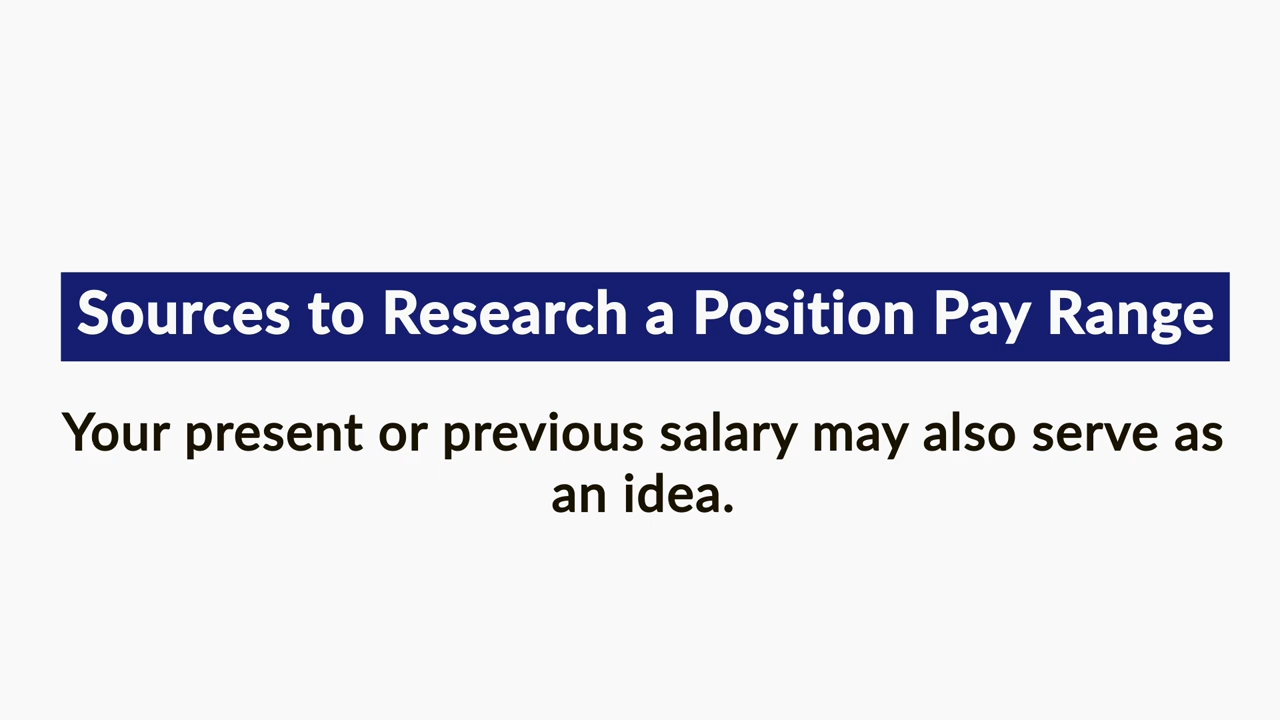 Sources to Research a Position Pay Range
Your present or previous salary may also serve as
an idea.